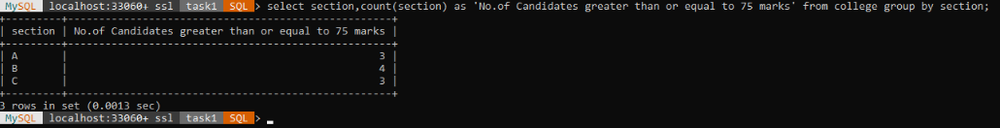 MySQL localhost:33060+ ssl task1 SQL > select section,count(section) as 'No.of Candidates greater than or equal to 75 marks' from college group by section;
+---------+----------------------------------------------------+
| section | No.of Candidates greater than or equal to 75 marks |
+---------+----------------------------------------------------+
| A | 3 |
| B | 4 |
| C | 3 |
+---------+----------------------------------------------------+
3 rows in set (0.0013 sec)
MySQL localhost:33060+ ssl task1 SQL > _